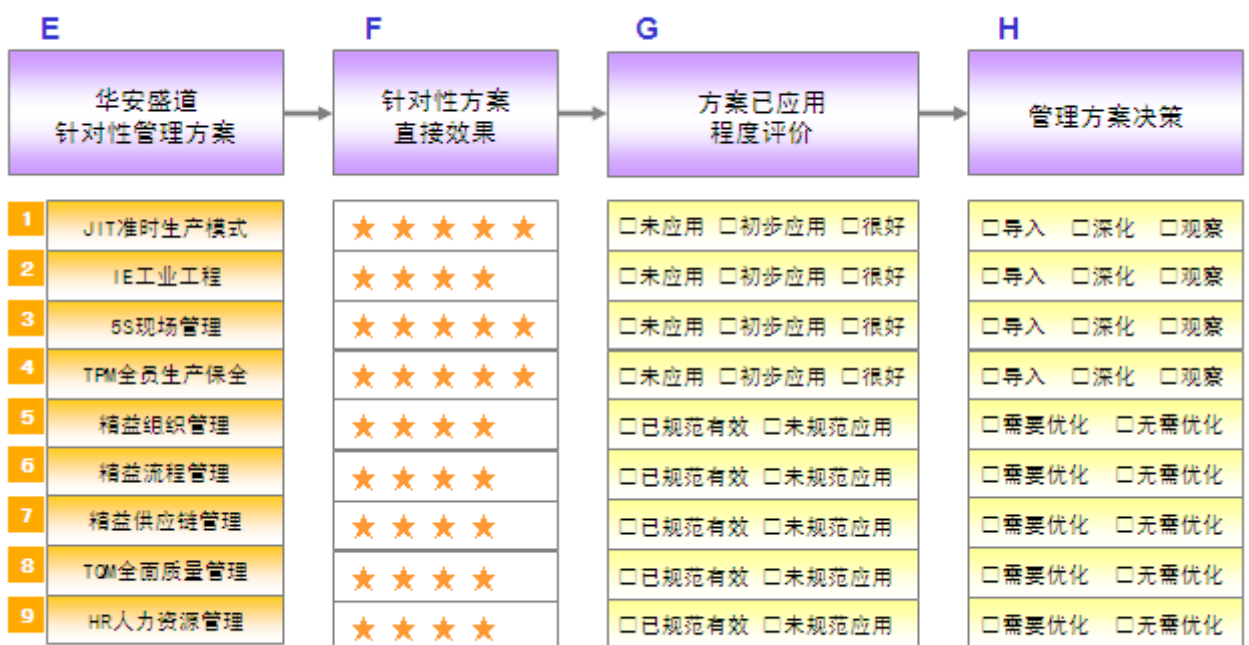 E
F
G
H
华安盛道
针对性管理方案
针对性方案
直接效果
方案已应用
程度评价
管理方案决策
1 JIT准时生产模式 ★ ★ ★ ★ ★ □未应用 □初步应用 □很好 □导入 □深化 □观察
2 IE工业工程 ★ ★ ★ ★ □未应用 □初步应用 □很好 □导入 □深化 □观察
3 5S现场管理 ★ ★ ★ ★ ★ □未应用 □初步应用 □很好 □导入 □深化 □观察
4 TPM全员生产保全 ★ ★ ★ ★ ★ □未应用 □初步应用 □很好 □导入 □深化 □观察
5 精益组织管理 ★ ★ ★ ★ □已规范有效 □未规范应用 □需要优化 □无需优化
6 精益流程管理 ★ ★ ★ ★ □已规范有效 □未规范应用 □需要优化 □无需优化
7 精益供应链管理 ★ ★ ★ ★ □已规范有效 □未规范应用 □需要优化 □无需优化
8 TQM全面质量管理 ★ ★ ★ ★ □已规范有效 □未规范应用 □需要优化 □无需优化
9 HR人力资源管理 ★ ★ ★ ★ □已规范有效 □未规范应用 □需要优化 □无需优化